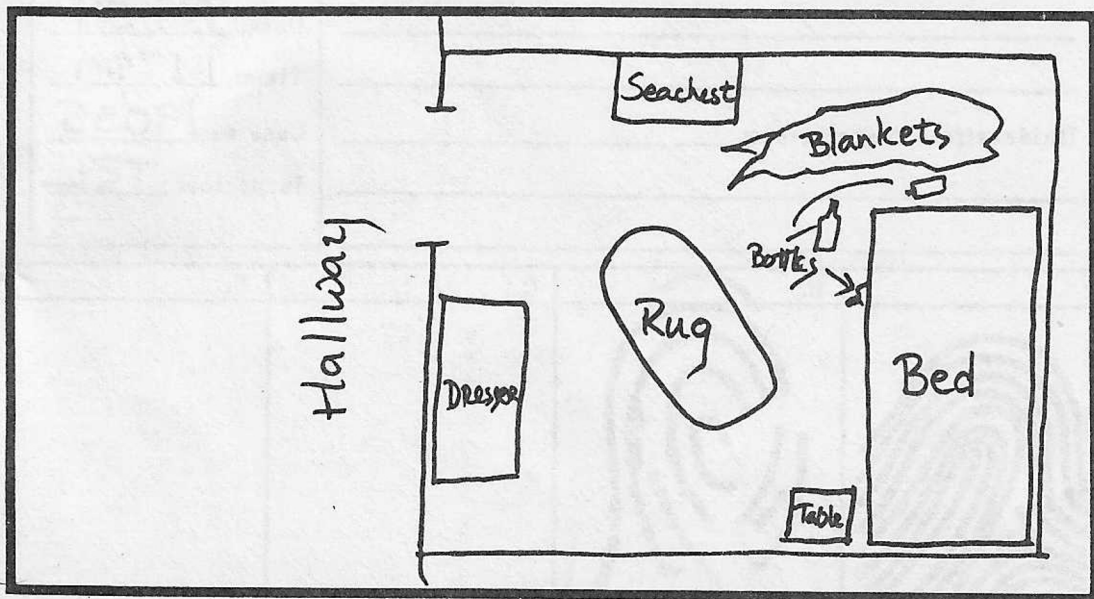 Seachest
Blankets
Bottles
Hallway
Rug
Dresser
Bed
Table